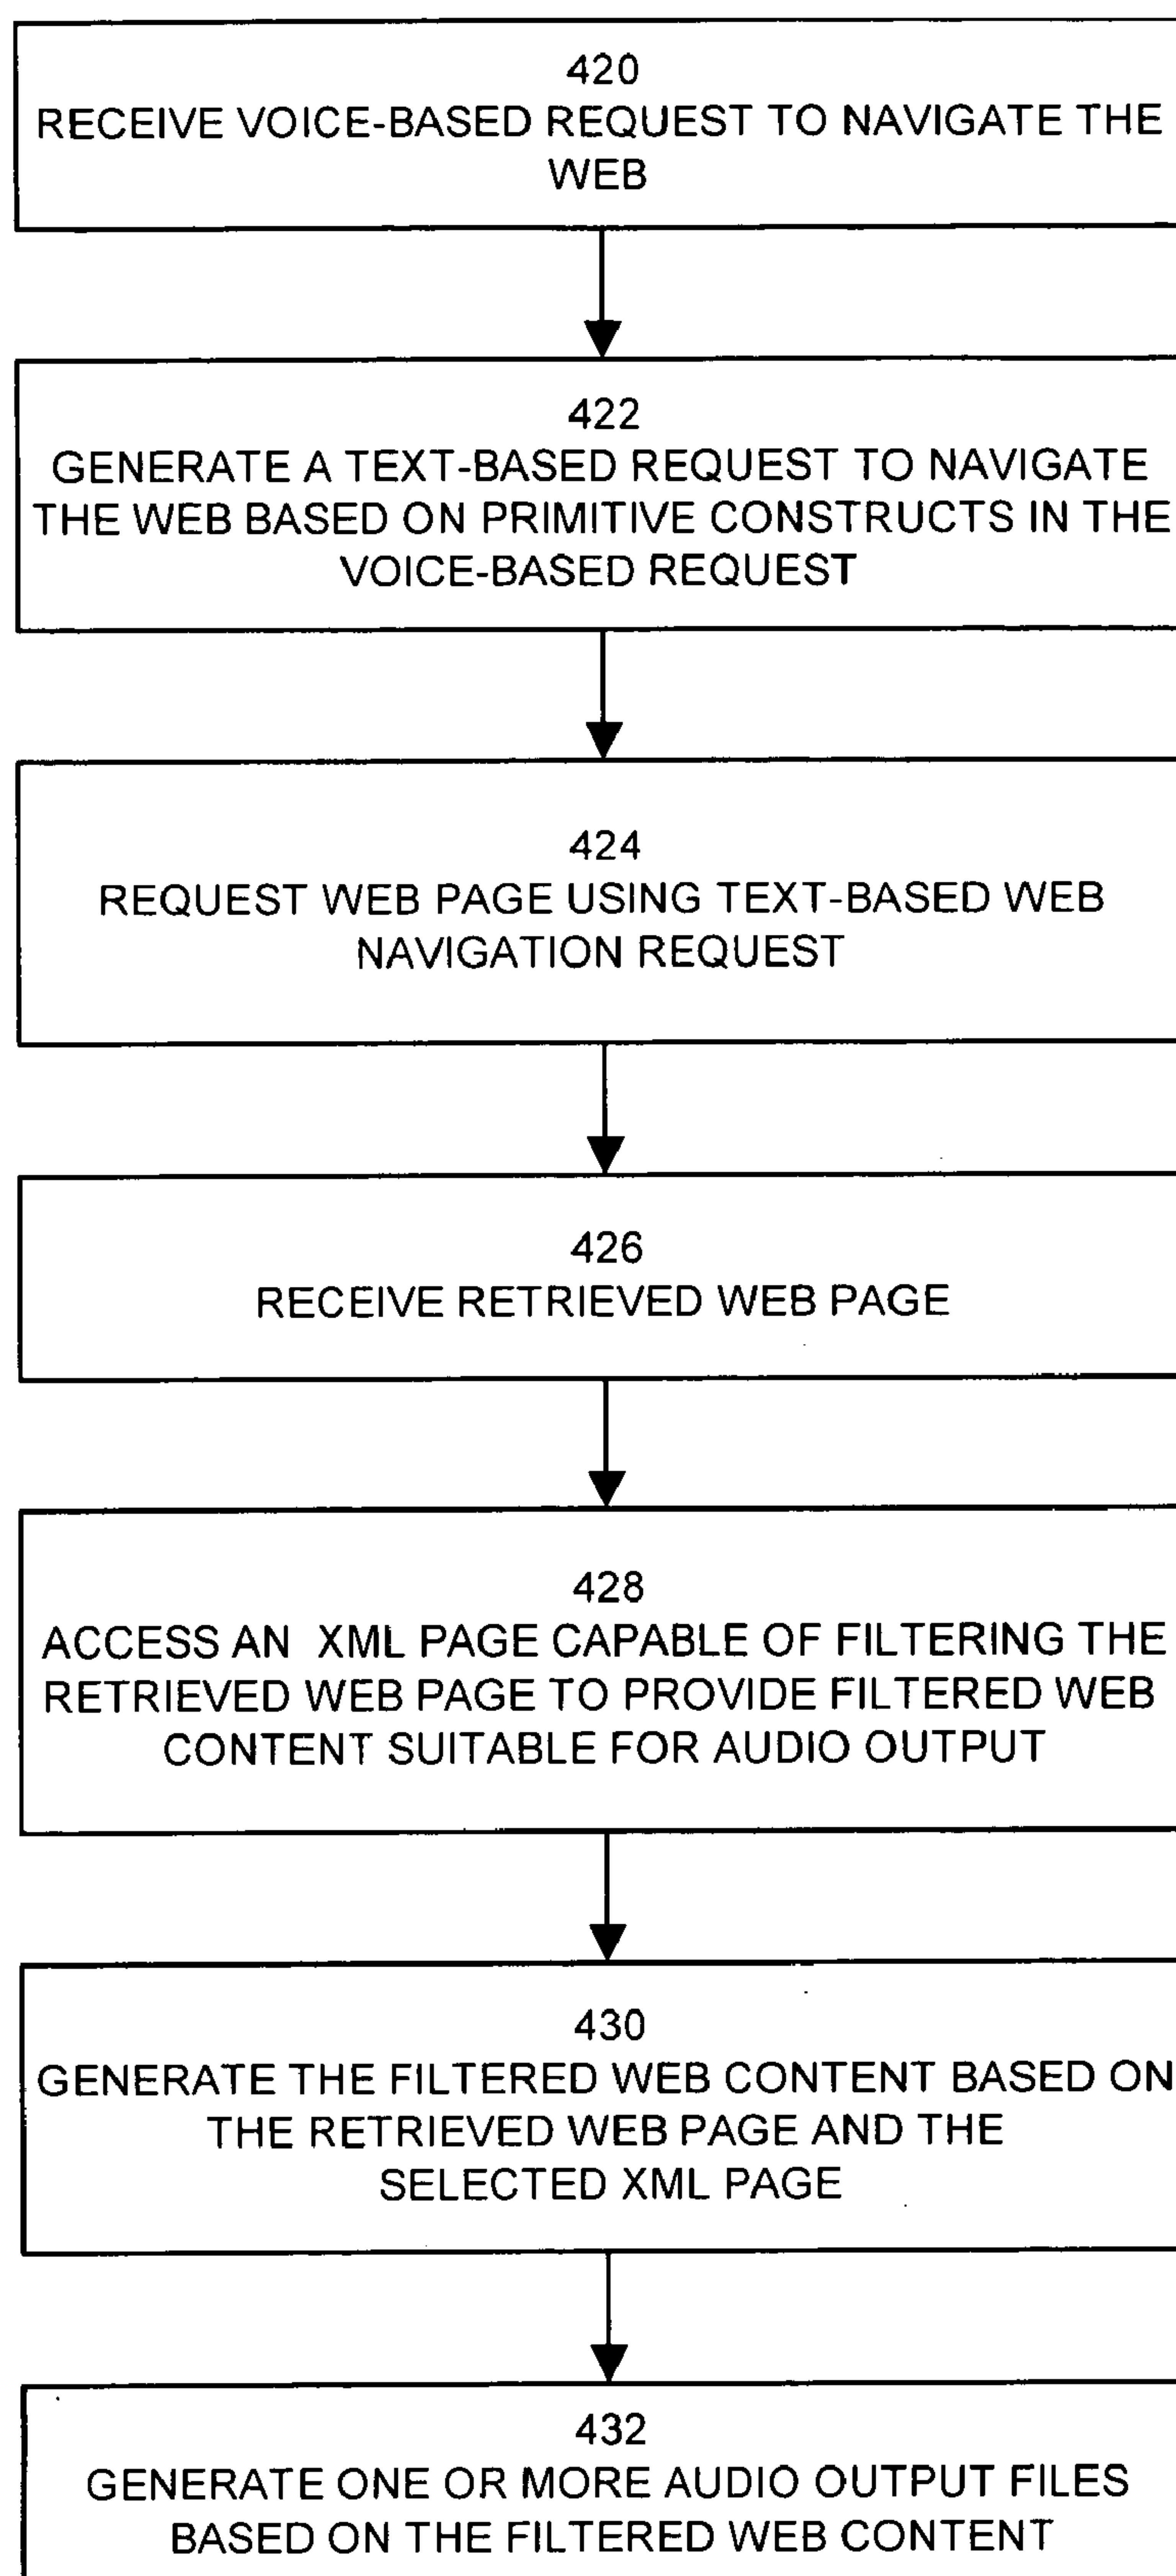 420
RECEIVE VOICE-BASED REQUEST TO NAVIGATE THE
WEB
422
GENERATE A TEXT-BASED REQUEST TO NAVIGATE
THE WEB BASED ON PRIMITIVE CONSTRUCTS IN THE
VOICE-BASED REQUEST
424
REQUEST WEB PAGE USING TEXT-BASED WEB
NAVIGATION REQUEST
426
RECEIVE RETRIEVED WEB PAGE
428
ACCESS AN XML PAGE CAPABLE OF FILTERING THE
RETRIEVED WEB PAGE TO PROVIDE FILTERED WEB
CONTENT SUITABLE FOR AUDIO OUTPUT
430
GENERATE THE FILTERED WEB CONTENT BASED ON
THE RETRIEVED WEB PAGE AND THE
SELECTED XML PAGE
432
GENERATE ONE OR MORE AUDIO OUTPUT FILES
BASED ON THE FILTERED WEB CONTENT